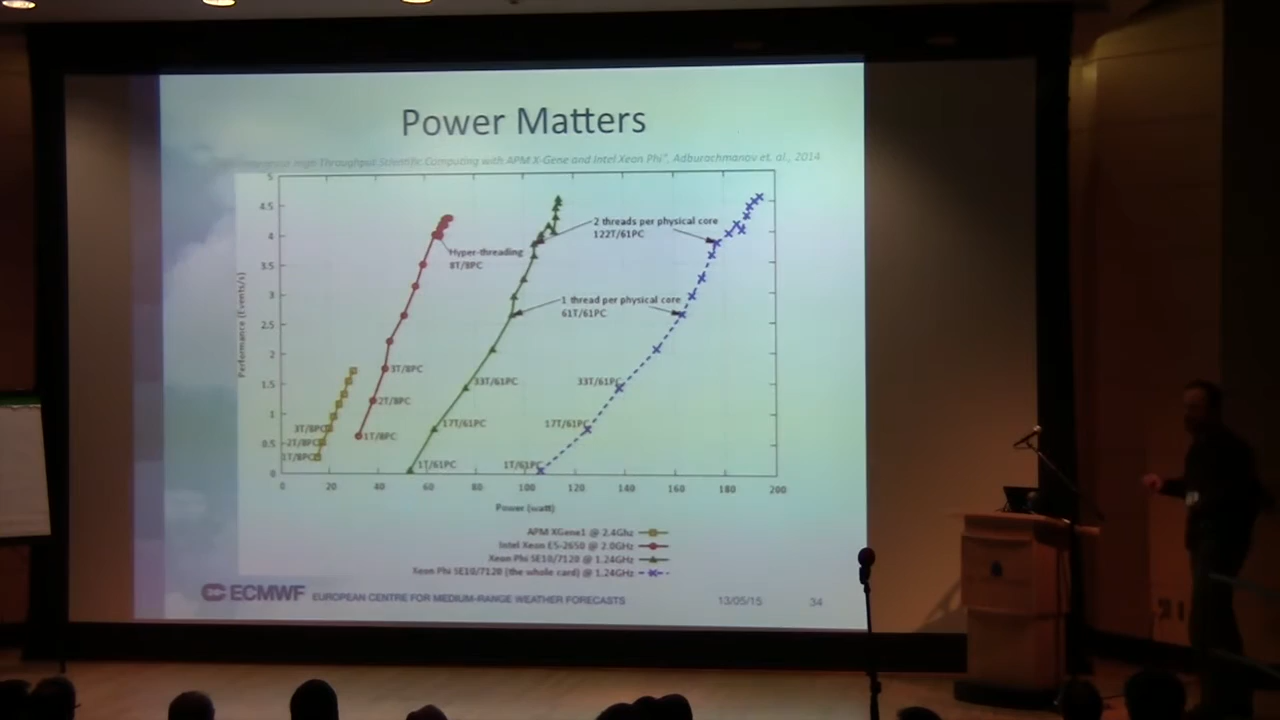 Power Matters
High Throughput Scientific Computing with APM X-Gene and Intel Xeon Phi", Adburachmanov et. al., 2014
5
4.5
4
3.5
3
2.5
2
1.5
1
0.5
0
Performance (Events/s)
2 threads per physical core
122T/61PC
Hyper-threading
8T/8PC
1 thread per physical core
61T/61PC
3T/8PC
33T/61PC
33T/61PC
2T/8PC
3T/8PC
17T/61PC
17T/61PC
2T/8PC
1T/8PC
1T/8PC
1T/61PC
1T/61PC
0 20 40 60 80 100 120 140 160 180 200
Power (watt)
APM XGene1 @ 2.4Ghz
Intel Xeon E5-2650 @ 2.0GHz
Xeon Phi SE10/7120 @ 1.24GHz
Xeon Phi SE10/7120 (the whole card) @ 1.24GHz
ECMWF EUROPEAN CENTRE FOR MEDIUM-RANGE WEATHER FORECASTS 13/05/15 34